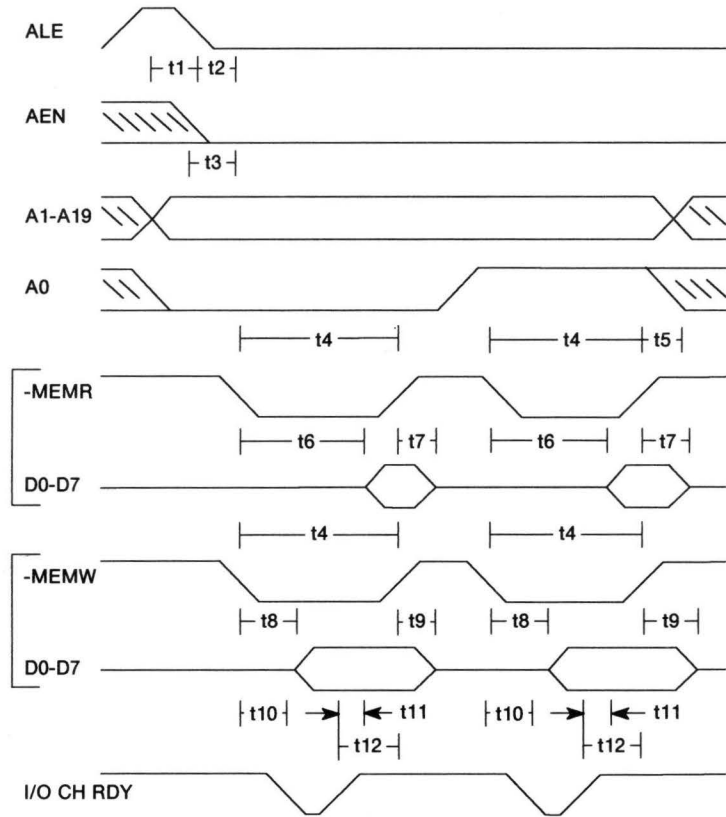 ALE
t1 t2
AEN
t3
A1-A19
A0
t4 t4 t5
-MEMR
t6 t7 t6 t7
D0-D7
t4 t4
-MEMW
t8 t9 t8 t9
D0-D7
t10 t11 t10 t11
t12 t12
I/O CH RDY